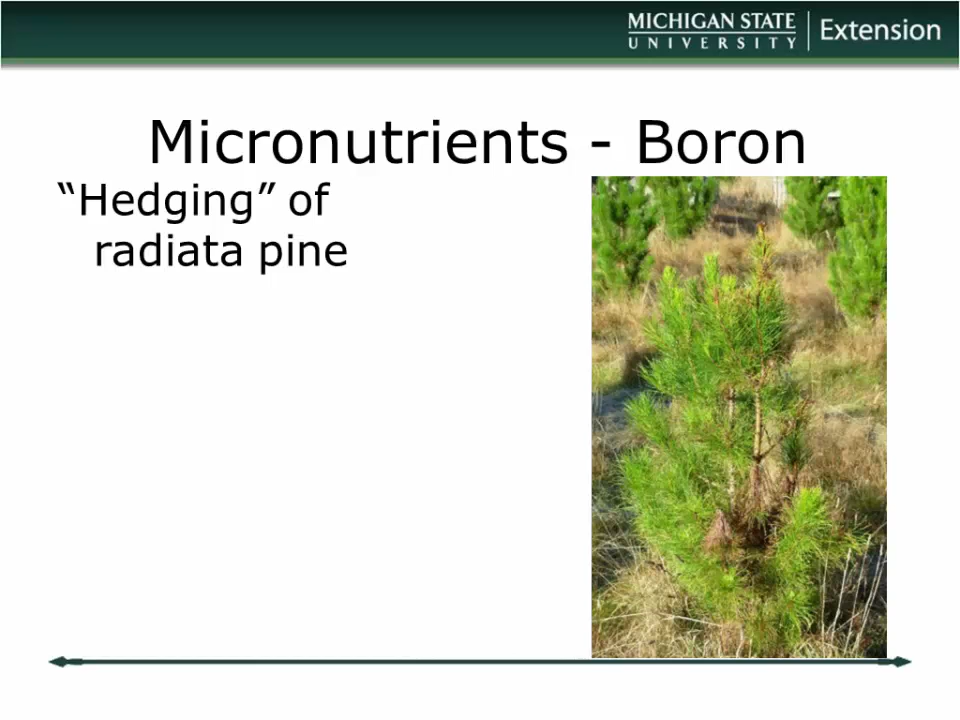 MICHIGAN STATE
UNIVERSITY
Extension
Micronutrients - Boron
“Hedging” of
radiata pine